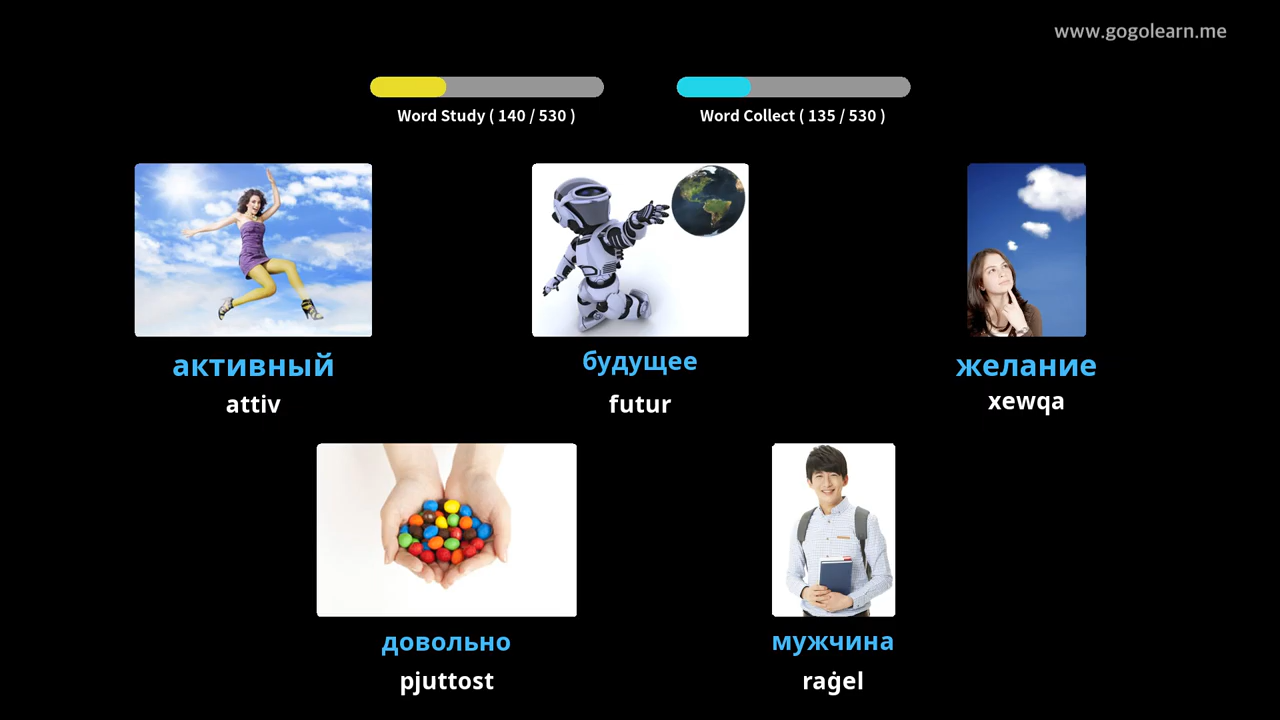 www.gogolearn.me
Word Study ( 140 / 530 )
Word Collect ( 135 / 530 )
активный
attiv
будущее
futur
желание
xewqa
довольно
pjuttost
мужчина
raġel